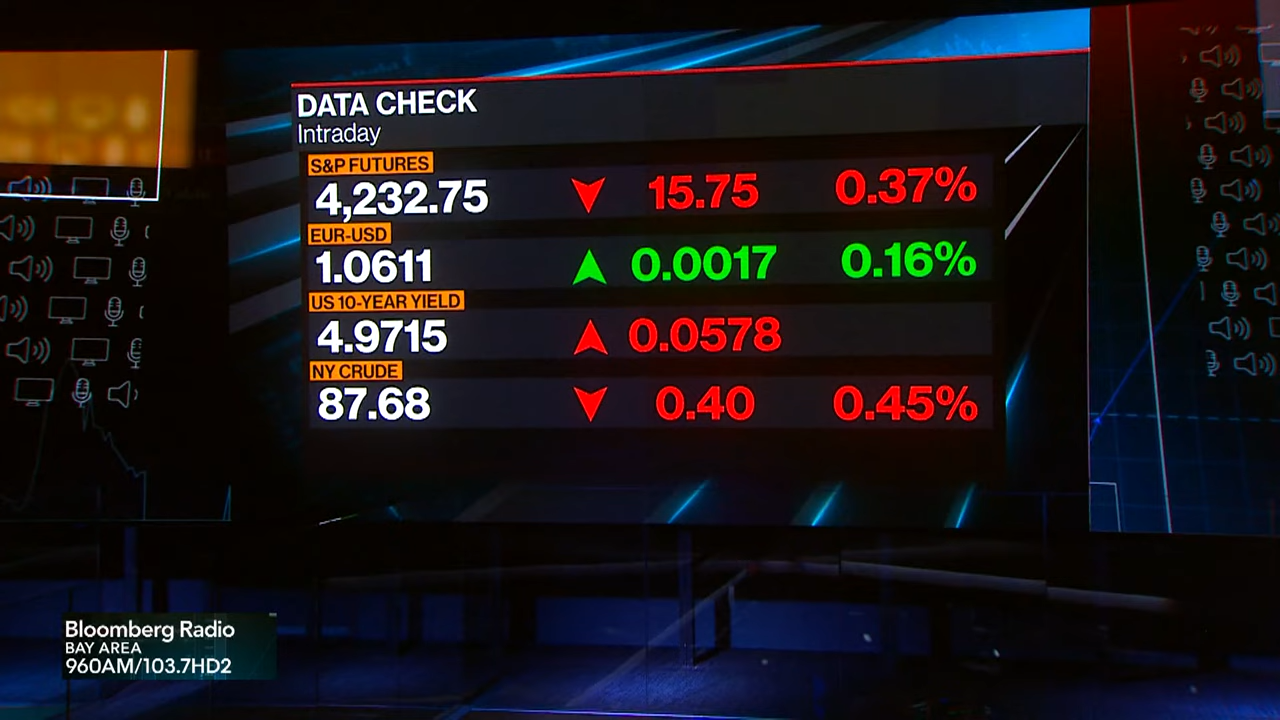 DATA CHECK
Intraday
S&P FUTURES
4,232.75 15.75 0.37%
EUR-USD
1.0611 0.0017 0.16%
US 10-YEAR YIELD
4.9715 0.0578
NY CRUDE
87.68 0.40 0.45%
Bloomberg Radio
BAY AREA
960AM/103.7HD2